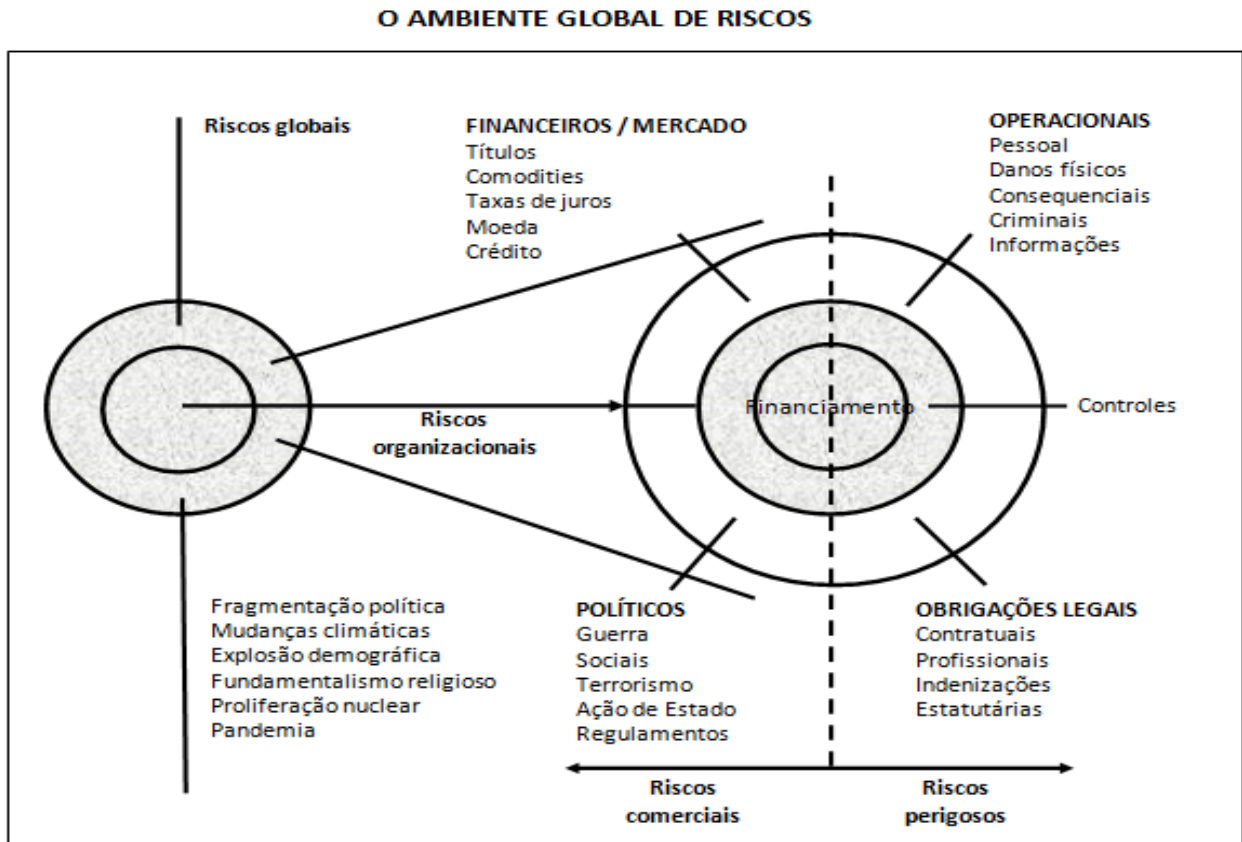 O AMBIENTE GLOBAL DE RISCOS
Riscos globais
FINANCEIROS / MERCADO
Títulos
Comodities
Taxas de juros
Moeda
Crédito
OPERACIONAIS
Pessoal
Danos físicos
Consequenciais
Criminais
Informações
Riscos
organizacionais
Financiamento
Controles
Fragmentação política
Mudanças climáticas
Explosão demográfica
Fundamentalismo religioso
Proliferação nuclear
Pandemia
POLÍTICOS
Guerra
Sociais
Terrorismo
Ação de Estado
Regulamentos
OBRIGAÇÕES LEGAIS
Contratuais
Profissionais
Indenizações
Estatutárias
Riscos
comerciais
Riscos
perigosos